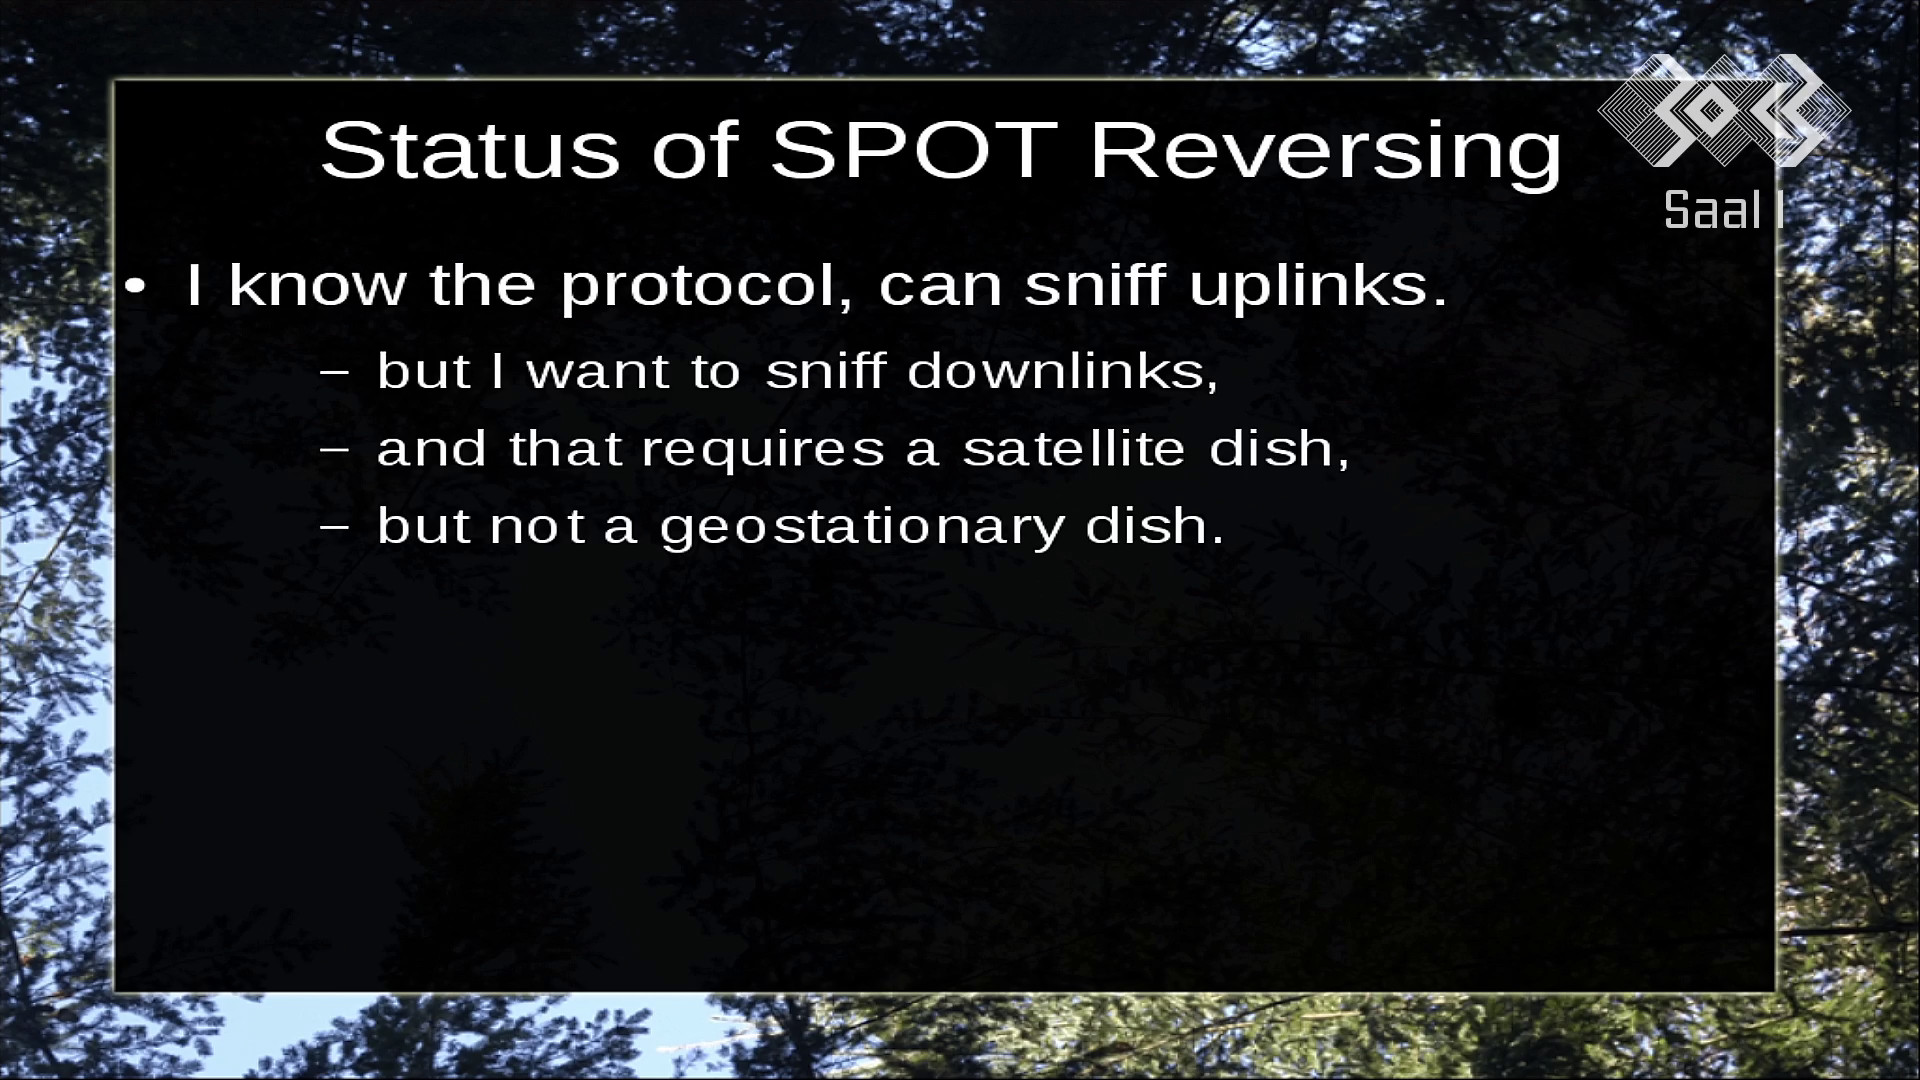 Status of SPOT Reversing
Saal 1
• I know the protocol, can sniff uplinks.
– but I want to sniff downlinks,
– and that requires a satellite dish,
– but not a geostationary dish.